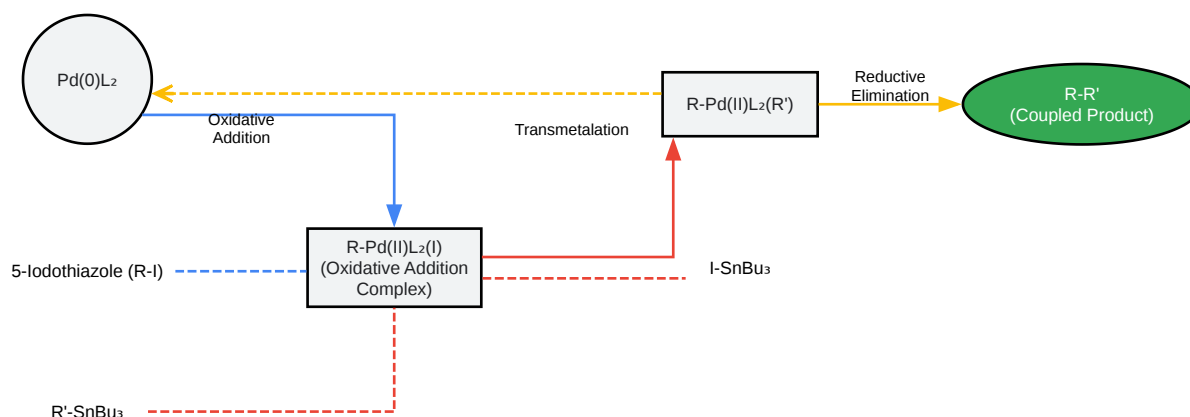 Pd(0)L₂
Oxidative
Addition
Transmetalation
R-Pd(II)L₂(R')
Reductive
Elimination
R-R'
(Coupled Product)
5-Iodothiazole (R-I)
R-Pd(II)L₂(I)
(Oxidative Addition
Complex)
I-SnBu₃
R'-SnBu₃